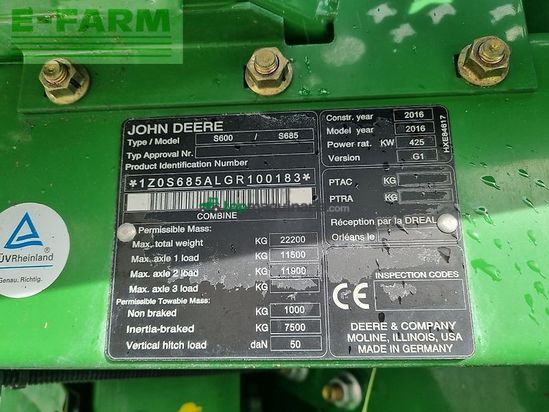 E-FARM
JOHN DEERE
Type / Model S600 / S685
Typ Approval Nr.
Product Identification Number
*1Z0S685ALGR100183*
COMBINE
Permissible Mass:
Max. total weight KG 22200
Max. axle 1 load KG 11500
Max. axle 2 load KG 11900
Max. axle 3 load KG
Permissible Towable Mass:
Non braked KG 1000
Inertia-braked KG 7500
Vertical hitch load daN 50
Constr. year 2016
Model year 2016
Power rat. KW 425
Version G1
HXE84617
PTAC KG
PTRA KG
Réception par la DREAL
Orléans le
INSPECTION CODES
CE
DEERE & COMPANY
MOLINE, ILLINOIS, USA
MADE IN GERMANY
TÜVRheinland
Genau. Richtig.